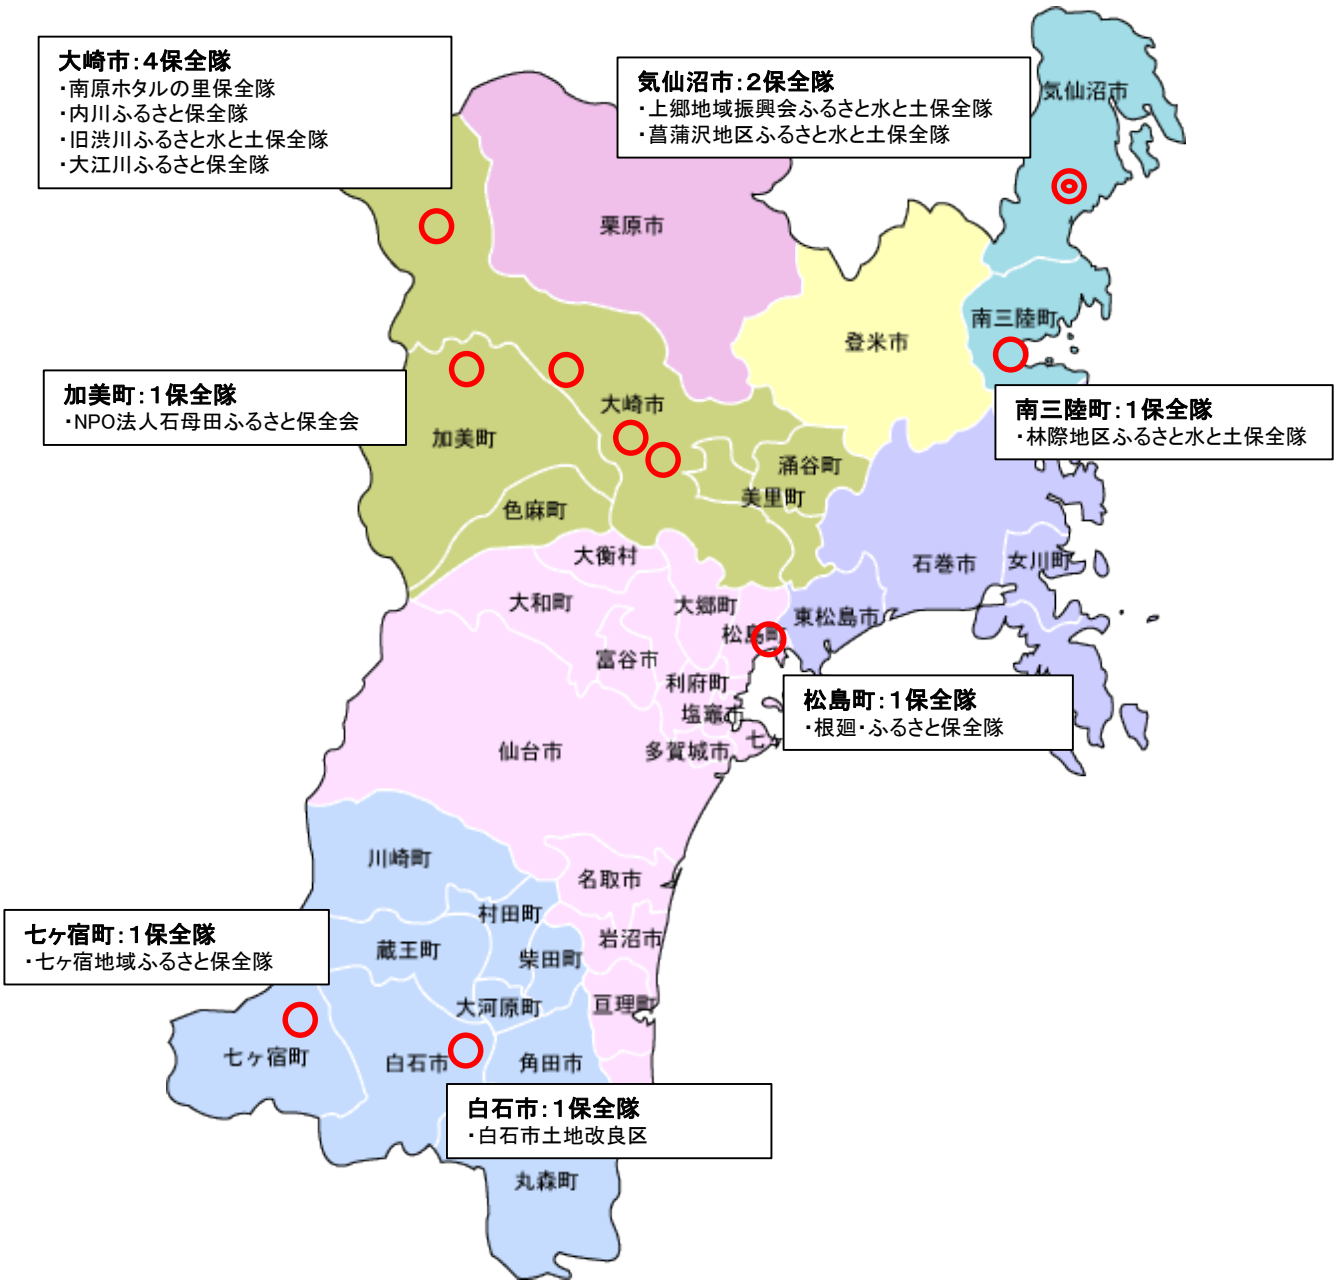 大崎市：4保全隊
・南原ホタルの里保全隊
・内川ふるさと保全隊
・旧渋川ふるさと水と土保全隊
・大江川ふるさと保全隊
気仙沼市：2保全隊
・上郷地域振興会ふるさと水と土保全隊
・菖蒲沢地区ふるさと水と土保全隊
気仙沼市
栗原市
南三陸町
登米市
加美町：1保全隊
・NPO法人石母田ふるさと保全会
大崎市
南三陸町：1保全隊
・林際地区ふるさと水と土保全隊
加美町
涌谷町
美里町
色麻町
大衡村
石巻市
女川町
大和町
大郷町
東松島市
松島町
富谷市
利府町
塩竈市
松島町：1保全隊
・根廻・ふるさと保全隊
仙台市
多賀城市
七
川崎町
名取市
村田町
七ヶ宿町：1保全隊
・七ヶ宿地域ふるさと保全隊
岩沼市
蔵王町
柴田町
大河原町
亘理町
七ヶ宿町
白石市
角田市
白石市：1保全隊
・白石市土地改良区
丸森町